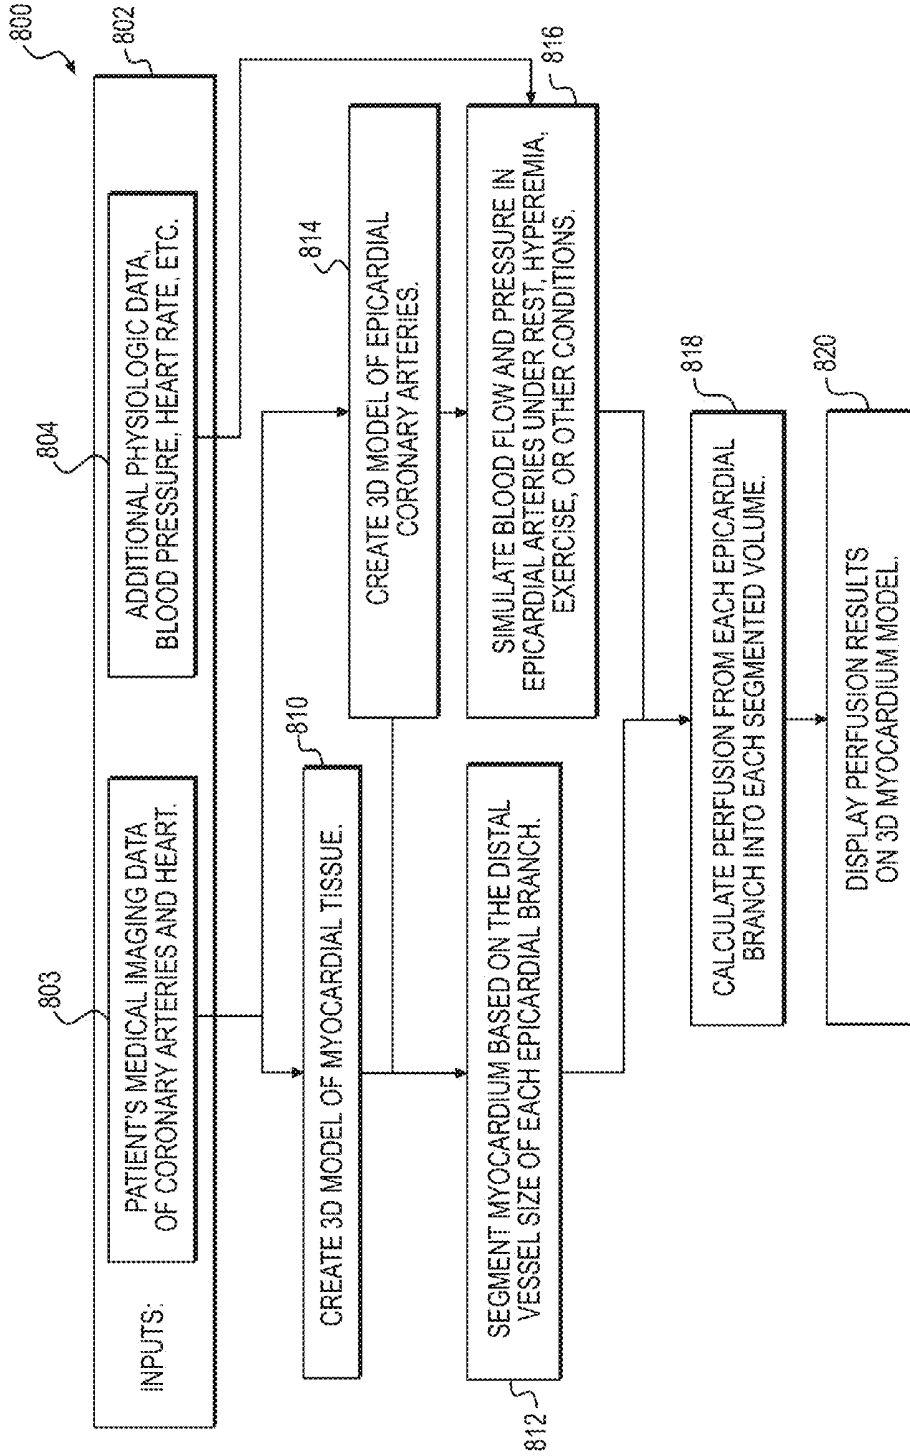 800
802
INPUTS:
803
PATIENT'S MEDICAL IMAGING DATA
OF CORONARY ARTERIES AND HEART.
804
ADDITIONAL PHYSIOLOGIC DATA,
BLOOD PRESSURE, HEART RATE, ETC.
810
CREATE 3D MODEL OF MYOCARDIAL TISSUE.
814
CREATE 3D MODEL OF EPICARDIAL
CORONARY ARTERIES.
812
SEGMENT MYOCARDIUM BASED ON THE DISTAL
VESSEL SIZE OF EACH EPICARDIAL BRANCH.
816
SIMULATE BLOOD FLOW AND PRESSURE IN
EPICARDIAL ARTERIES UNDER REST, HYPEREMIA,
EXERCISE, OR OTHER CONDITIONS.
818
CALCULATE PERFUSION FROM EACH EPICARDIAL
BRANCH INTO EACH SEGMENTED VOLUME.
820
DISPLAY PERFUSION RESULTS
ON 3D MYOCARDIUM MODEL.